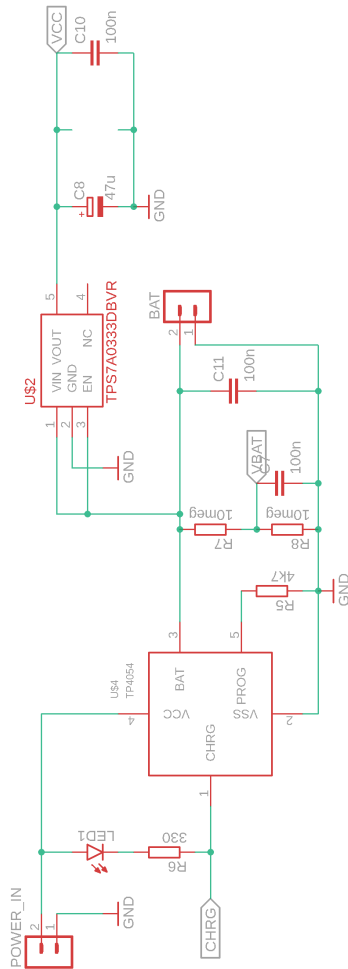 VCC
C10
100n
C8
47u
+
GND
5
4
VIN VOUT
GND
EN
NC
U$2
TPS7A0333DBVR
1
2
3
GND
BAT
2
1
C11
100n
VBAT
C7
100n
10meg
R7
10meg
R8
4k7
R5
GND
3
5
U$4
TP4054
BAT
PROG
VCC
VSS
CHRG
4
2
1
LED1
330
R6
POWER_IN
2
1
GND
CHRG